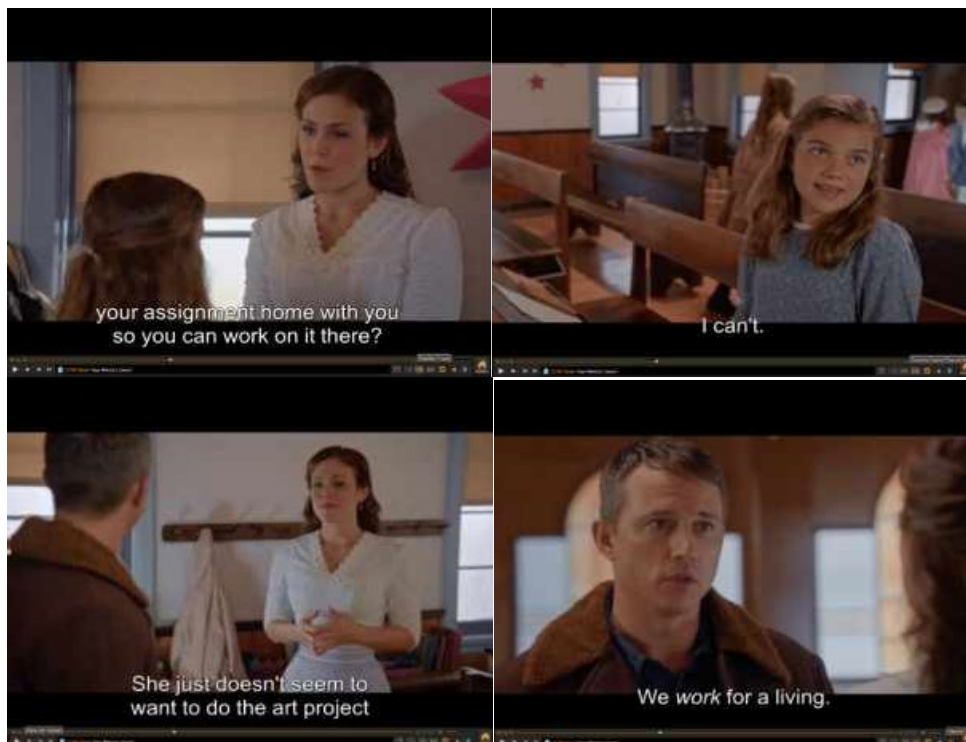 your assignment home with you
so you can work on it there?
I can't.
She just doesn't seem to
want to do the art project
We work for a living.